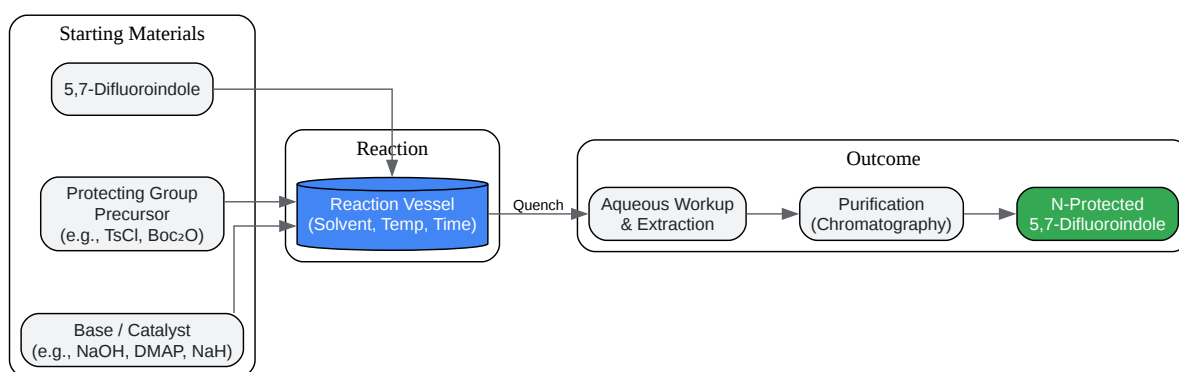 Starting Materials
5,7-Difluoroindole
Protecting Group
Precursor
(e.g., TsCl, Boc₂O)
Base / Catalyst
(e.g., NaOH, DMAP, NaH)
Reaction
Reaction Vessel
(Solvent, Temp, Time)
Quench
Outcome
Aqueous Workup
& Extraction
Purification
(Chromatography)
N-Protected
5,7-Difluoroindole